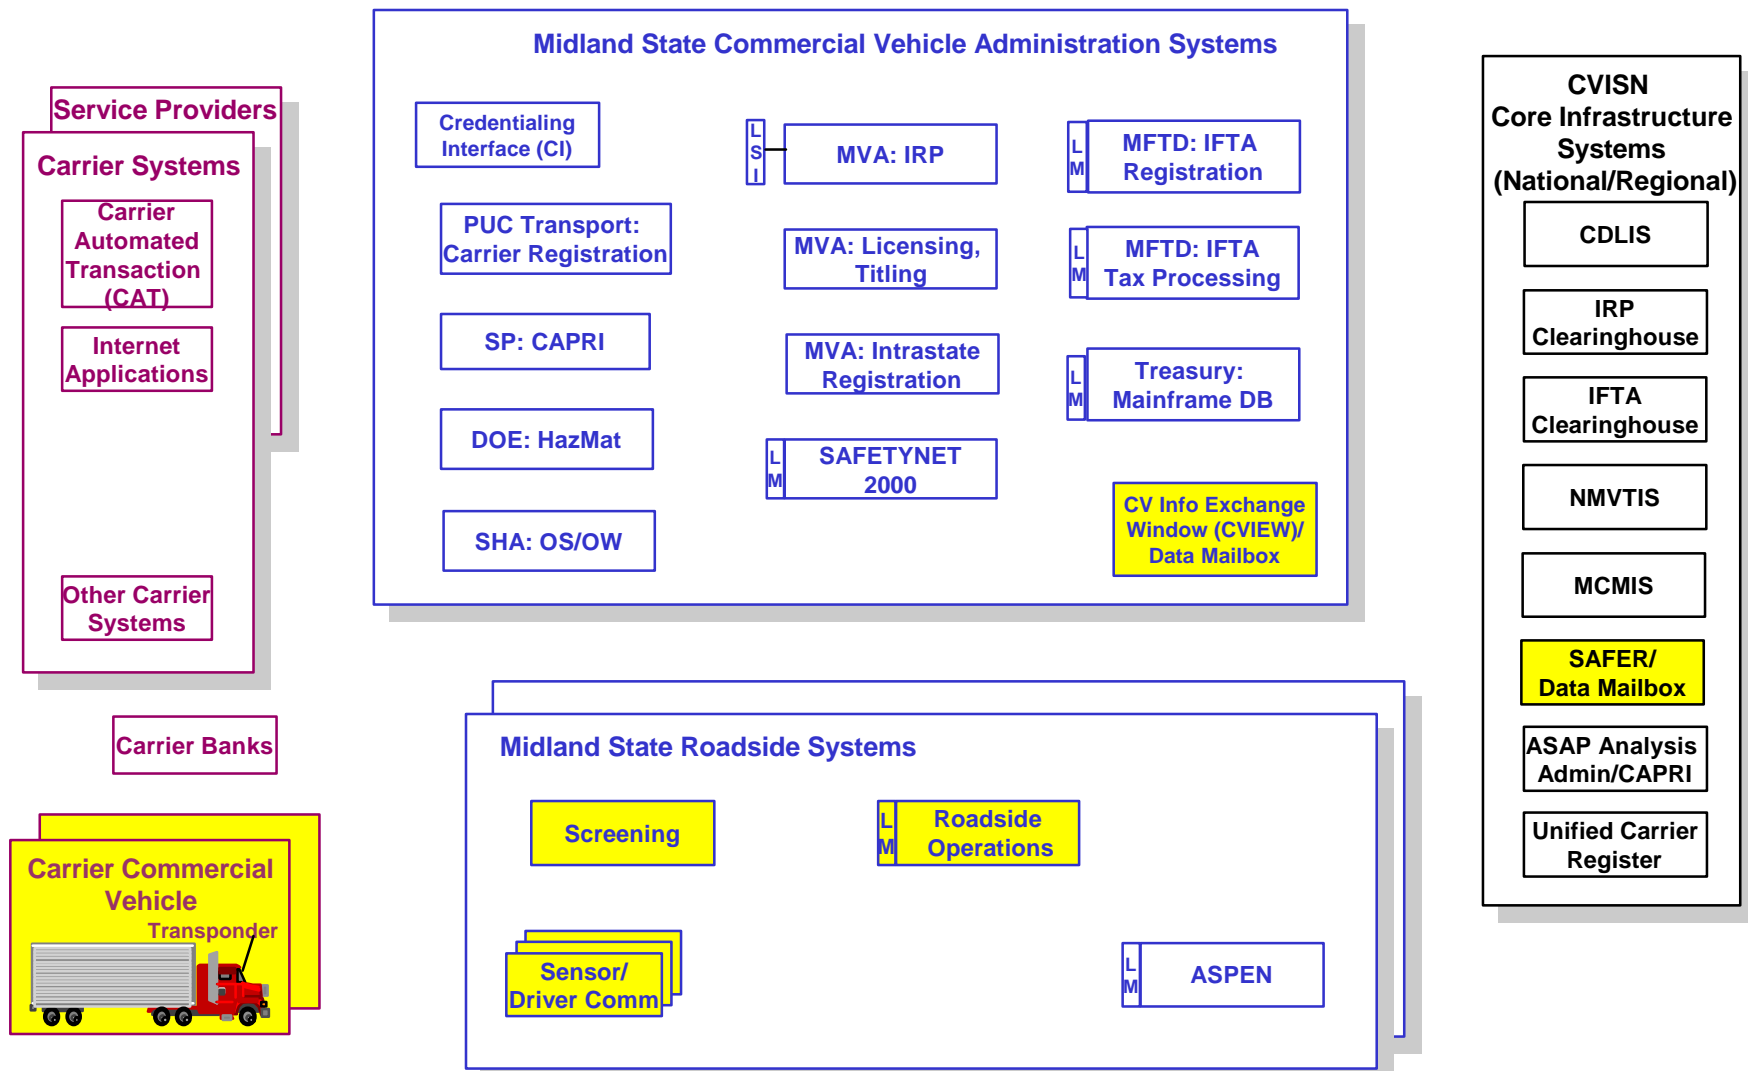 Service Providers
Carrier Systems
Carrier
Automated
Transaction
(CAT)
Internet
Applications
Other Carrier
Systems
Carrier Banks
Carrier Commercial
Vehicle
Transponder
Midland State Commercial Vehicle Administration Systems
Credentialing
Interface (CI)
PUC Transport:
Carrier Registration
SP: CAPRI
DOE: HazMat
SHA: OS/OW
L
S
I
MVA: IRP
MVA: Licensing,
Titling
MVA: Intrastate
Registration
L
M
SAFETYNET
2000
L
M
MFTD: IFTA
Registration
L
M
MFTD: IFTA
Tax Processing
L
M
Treasury:
Mainframe DB
CV Info Exchange
Window (CVIEW)/
Data Mailbox
Midland State Roadside Systems
Screening
L
M
Roadside
Operations
Sensor/
Driver Comm
L
M
ASPEN
CVISN
Core Infrastructure
Systems
(National/Regional)
CDLIS
IRP
Clearinghouse
IFTA
Clearinghouse
NMVTIS
MCMIS
SAFER/
Data Mailbox
ASAP Analysis
Admin/CAPRI
Unified Carrier
Register